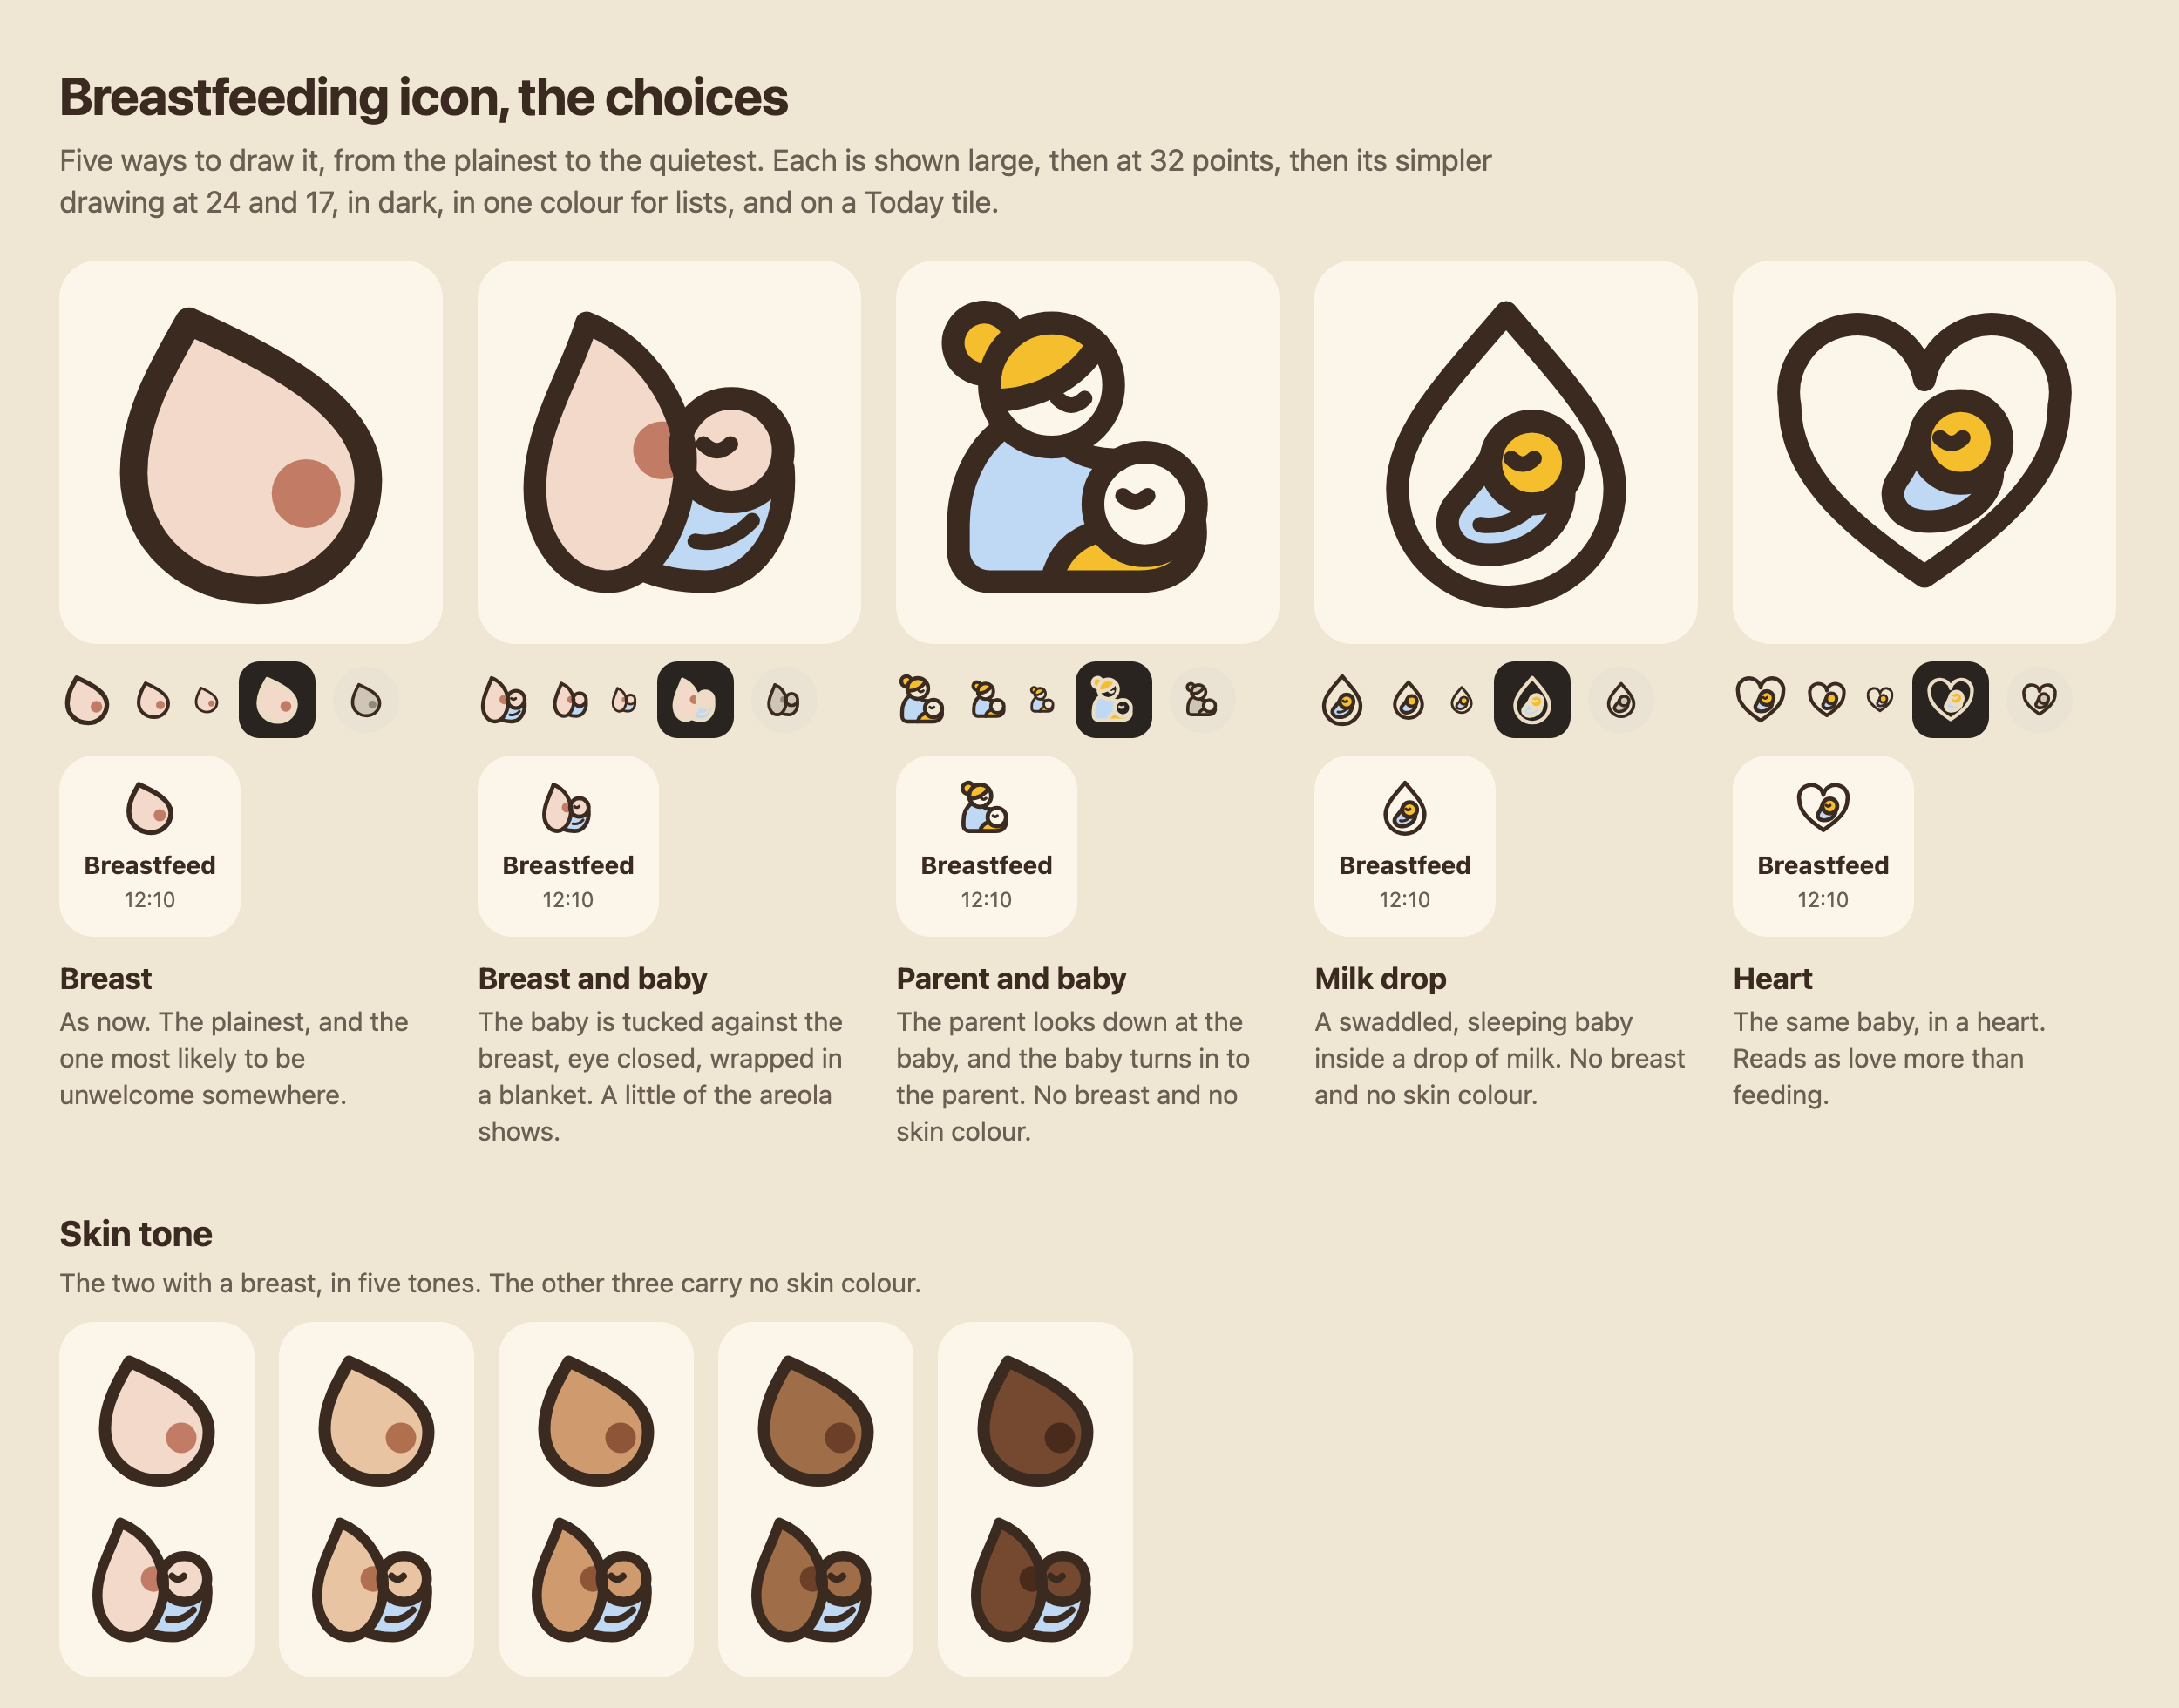 Breastfeeding icon, the choices
Five ways to draw it, from the plainest to the quietest. Each is shown large, then at 32 points, then its simpler
drawing at 24 and 17, in dark, in one colour for lists, and on a Today tile.
Breastfeed
12:10
Breastfeed
12:10
Breastfeed
12:10
Breastfeed
12:10
Breastfeed
12:10
Breast
As now. The plainest, and the
one most likely to be
unwelcome somewhere.
Breast and baby
The baby is tucked against the
breast, eye closed, wrapped in
a blanket. A little of the areola
shows.
Parent and baby
The parent looks down at the
baby, and the baby turns in to
the parent. No breast and no
skin colour.
Milk drop
A swaddled, sleeping baby
inside a drop of milk. No breast
and no skin colour.
Heart
The same baby, in a heart.
Reads as love more than
feeding.
Skin tone
The two with a breast, in five tones. The other three carry no skin colour.